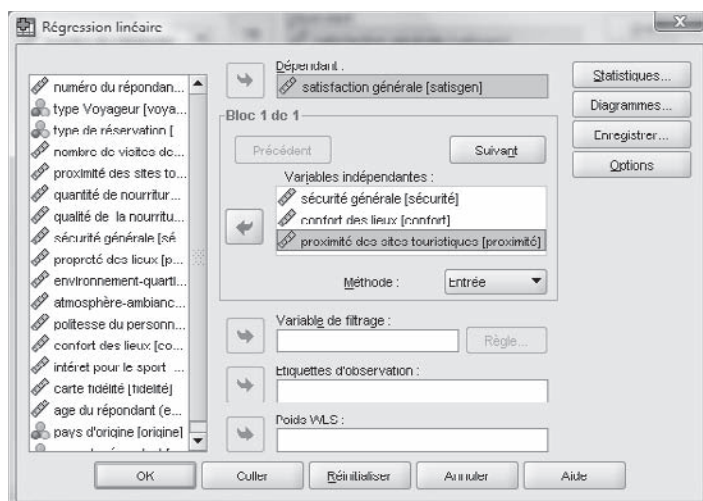 Régression linéaire
numéro du répondan...
type Voyageur [voya...
type de réservation [
nombre de visites de...
proximité des sites to...
quantité de nourritur...
qualité de la nourritu...
sécurité générale [sé
propreté des lieux [p...
environnement-quarti...
atmosphère-ambianc...
politesse du personn...
confort des lieux [co...
intéret pour le sport
carte fidélité [fidelité]
age du répondant (e...
pays d'origine [origine]
Dépendant :
satisfaction générale [satisgen]
Bloc 1 de 1
Précédent
Suivant
Variables indépendantes :
sécurité générale [sécurité]
confort des lieux [confort]
proximité des sites touristiques [proximité]
Méthode :
Entrée
Variable de filtrage :
Règle...
Etiquettes d'observation :
Poids WLS :
Statistiques...
Diagrammes...
Enregistrer...
Options
OK
Coller
Réinitialiser
Annuler
Aide